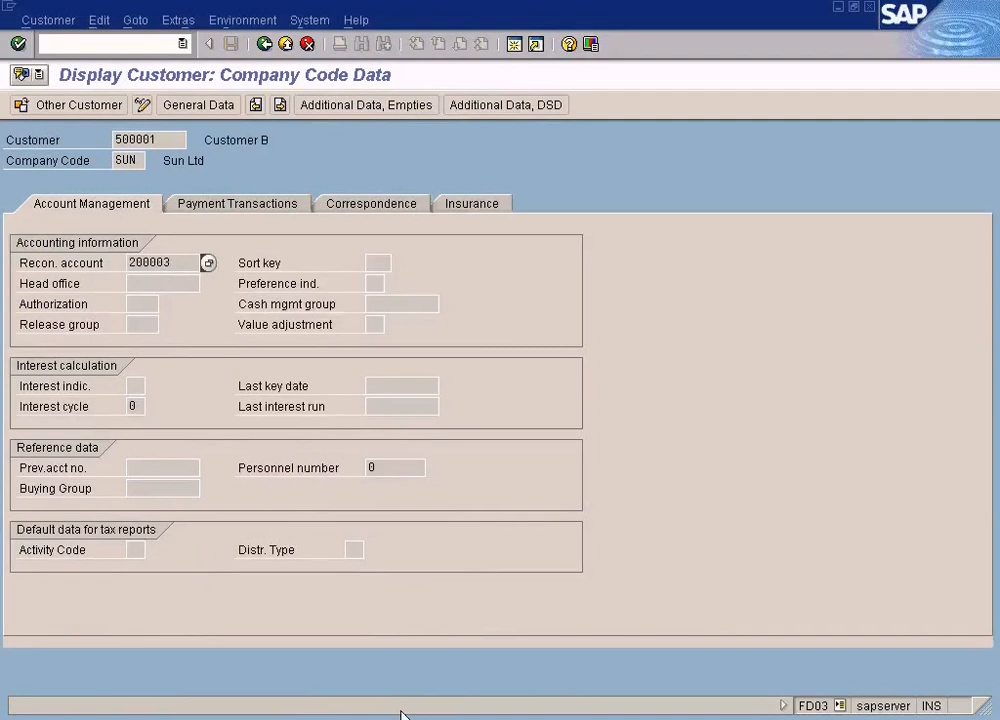 Customer Edit Goto Extras Environment System Help
SAP
Display Customer: Company Code Data
Other Customer General Data Additional Data, Empties Additional Data, DSD
Customer 500001 Customer B
Company Code SUN Sun Ltd
Account Management Payment Transactions Correspondence Insurance
Accounting information
Recon. account 200003 Sort key
Head office Preference ind.
Authorization Cash mgmt group
Release group Value adjustment
Interest calculation
Interest indic. Last key date
Interest cycle 0 Last interest run
Reference data
Prev.acct no. Personnel number 0
Buying Group
Default data for tax reports
Activity Code Distr. Type
FD03 sapserver INS